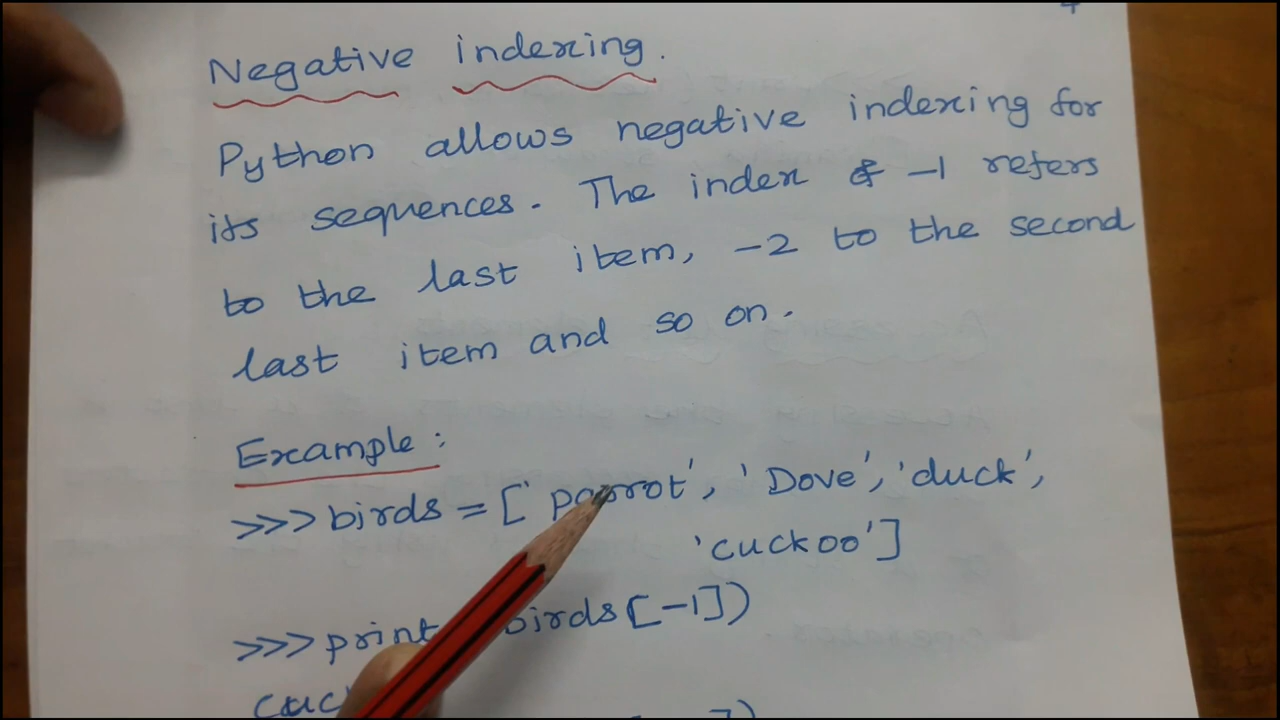 Negative indexing.
Python allows negative indexing for
its sequences. The index of -1 refers
to the last item, -2 to the second
last item and so on.
Example:
>>> birds = ['parrot', 'Dove', 'duck',
'cuckoo']
>>> print birds[-1])